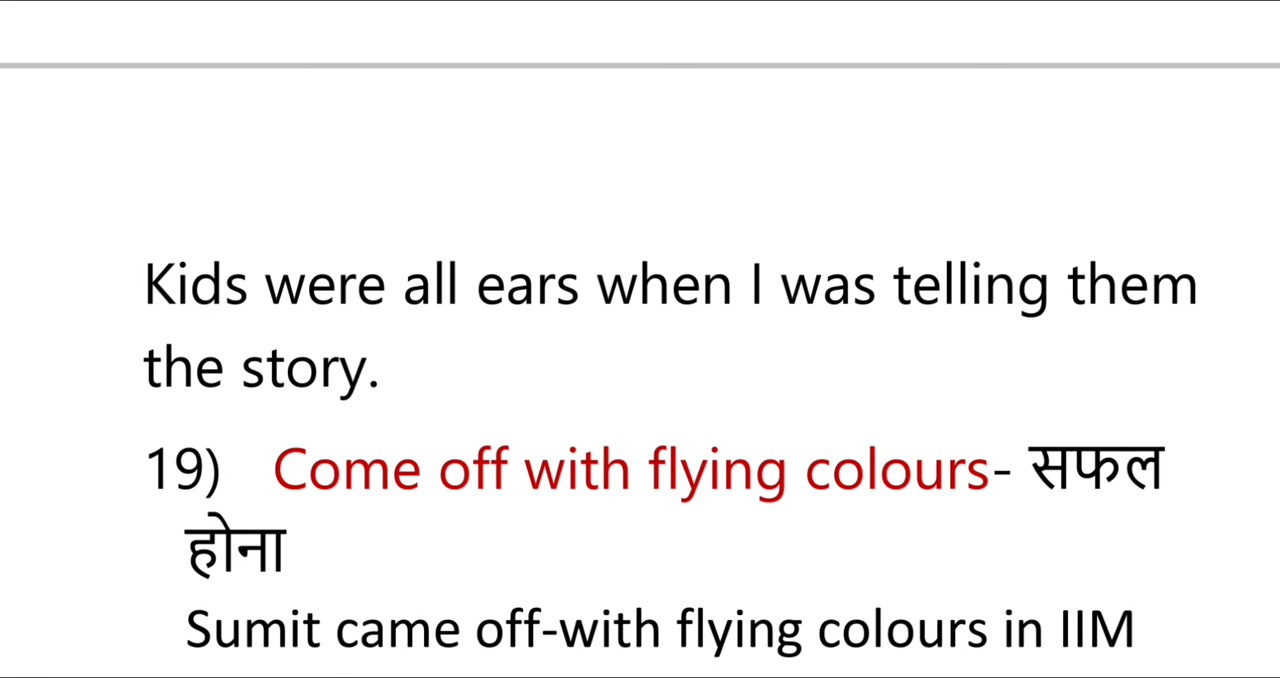 Kids were all ears when I was telling them
the story.
19) Come off with flying colours- सफल
होना
Sumit came off-with flying colours in IIM